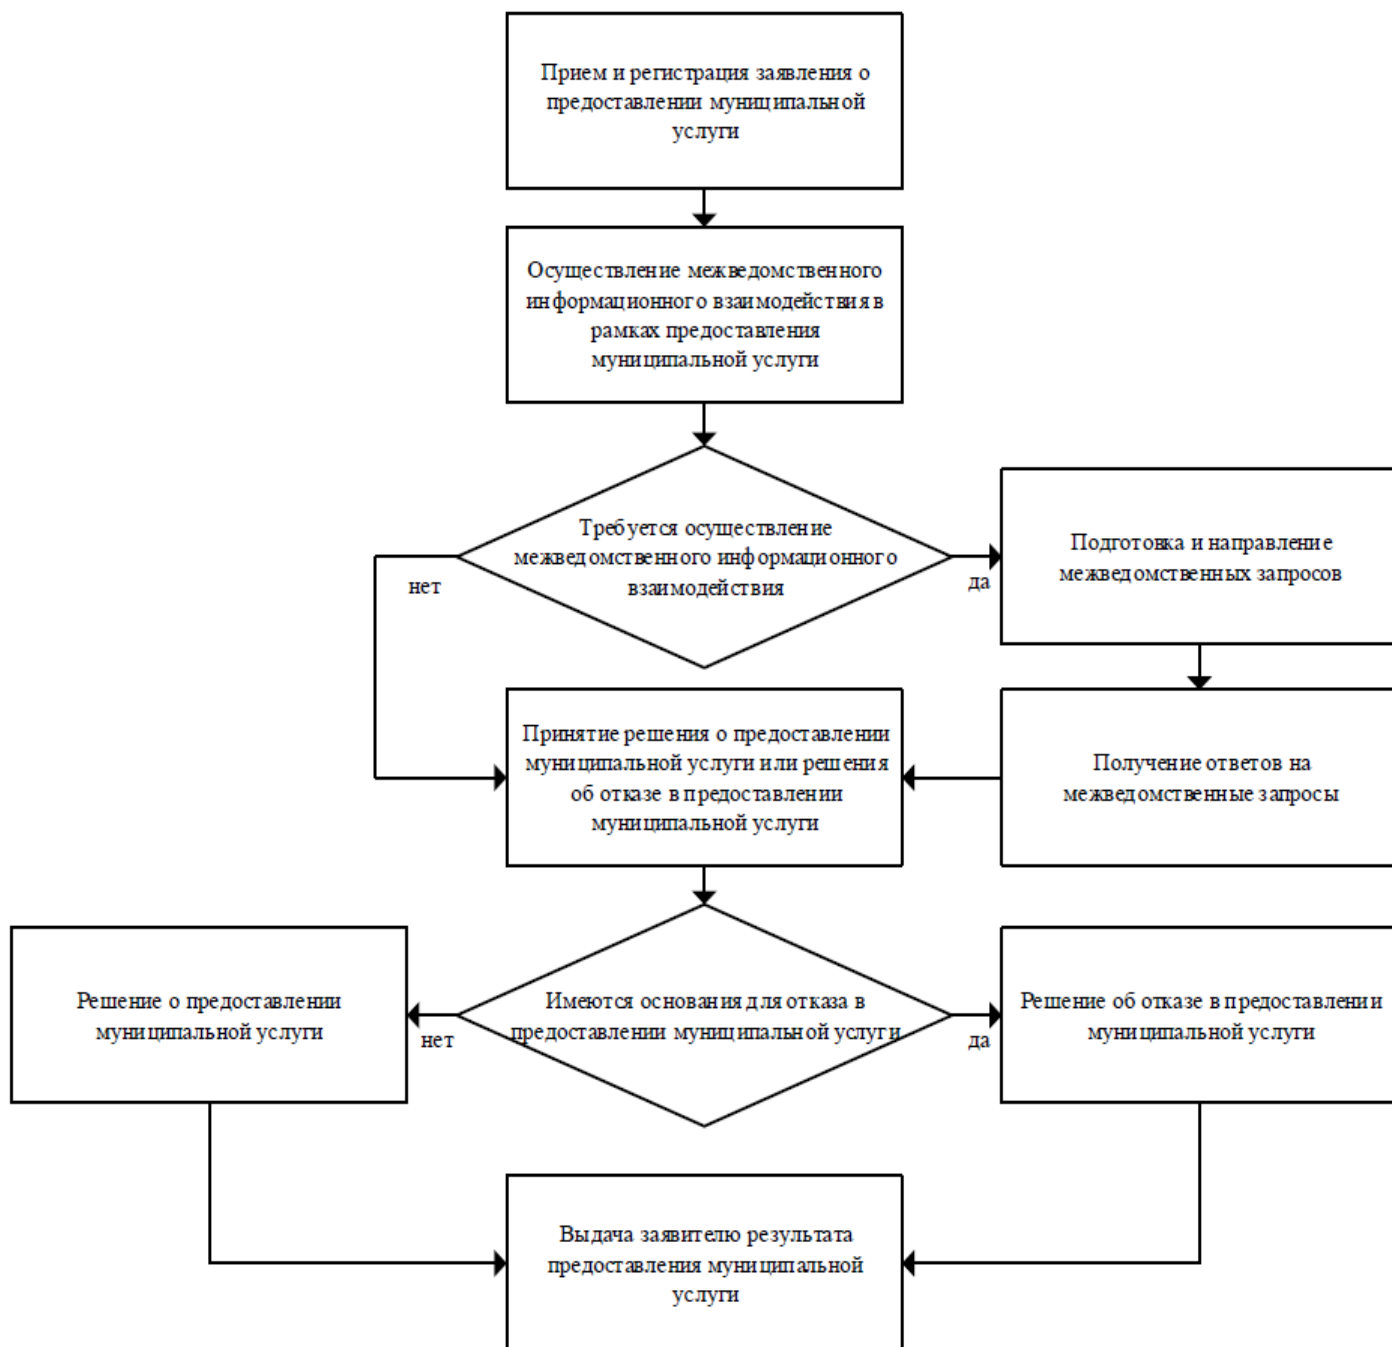 Прием и регистрация заявления о
предоставлении муниципальной
услуги
Осуществление межведомственного
информационного взаимодействия в
рамках предоставления
муниципальной услуги
Требуется осуществление
межведомственного информационного
взаимодействия
нет
да
Подготовка и направление
межведомственных запросов
Принятие решения о предоставлении
муниципальной услуги или решения
об отказе в предоставлении
муниципальной услуги
Получение ответов на
межведомственные запросы
Решение о предоставлении
муниципальной услуги
нет
Имеются основания для отказа в
предоставлении муниципальной услуги
да
Решение об отказе в предоставлении
муниципальной услуги
Выдача заявителю результата
предоставления муниципальной
услуги